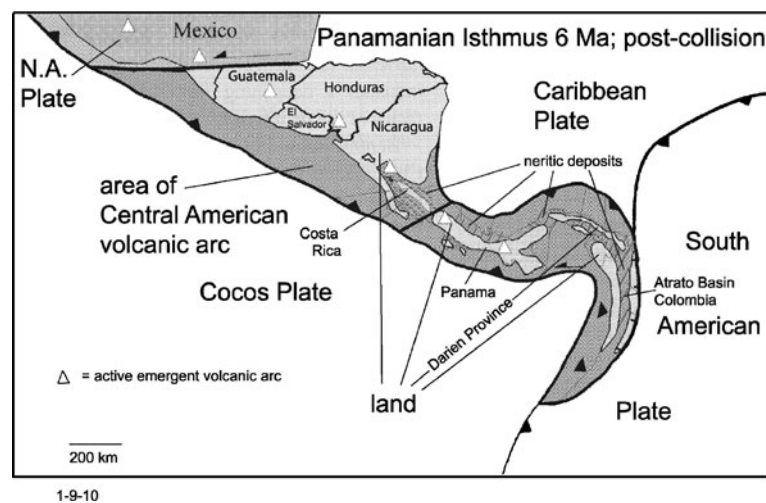 Mexico
Panamanian Isthmus 6 Ma; post-collision
N.A.
Plate
Guatemala
Honduras
El
Salvador
Nicaragua
Caribbean
Plate
neritic deposits
area of
Central American
volcanic arc
Costa
Rica
South
American
Plate
Cocos Plate
Panama
Atrato Basin
Colombia
Darien Province
△ = active emergent volcanic arc
land
200 km
1-9-10